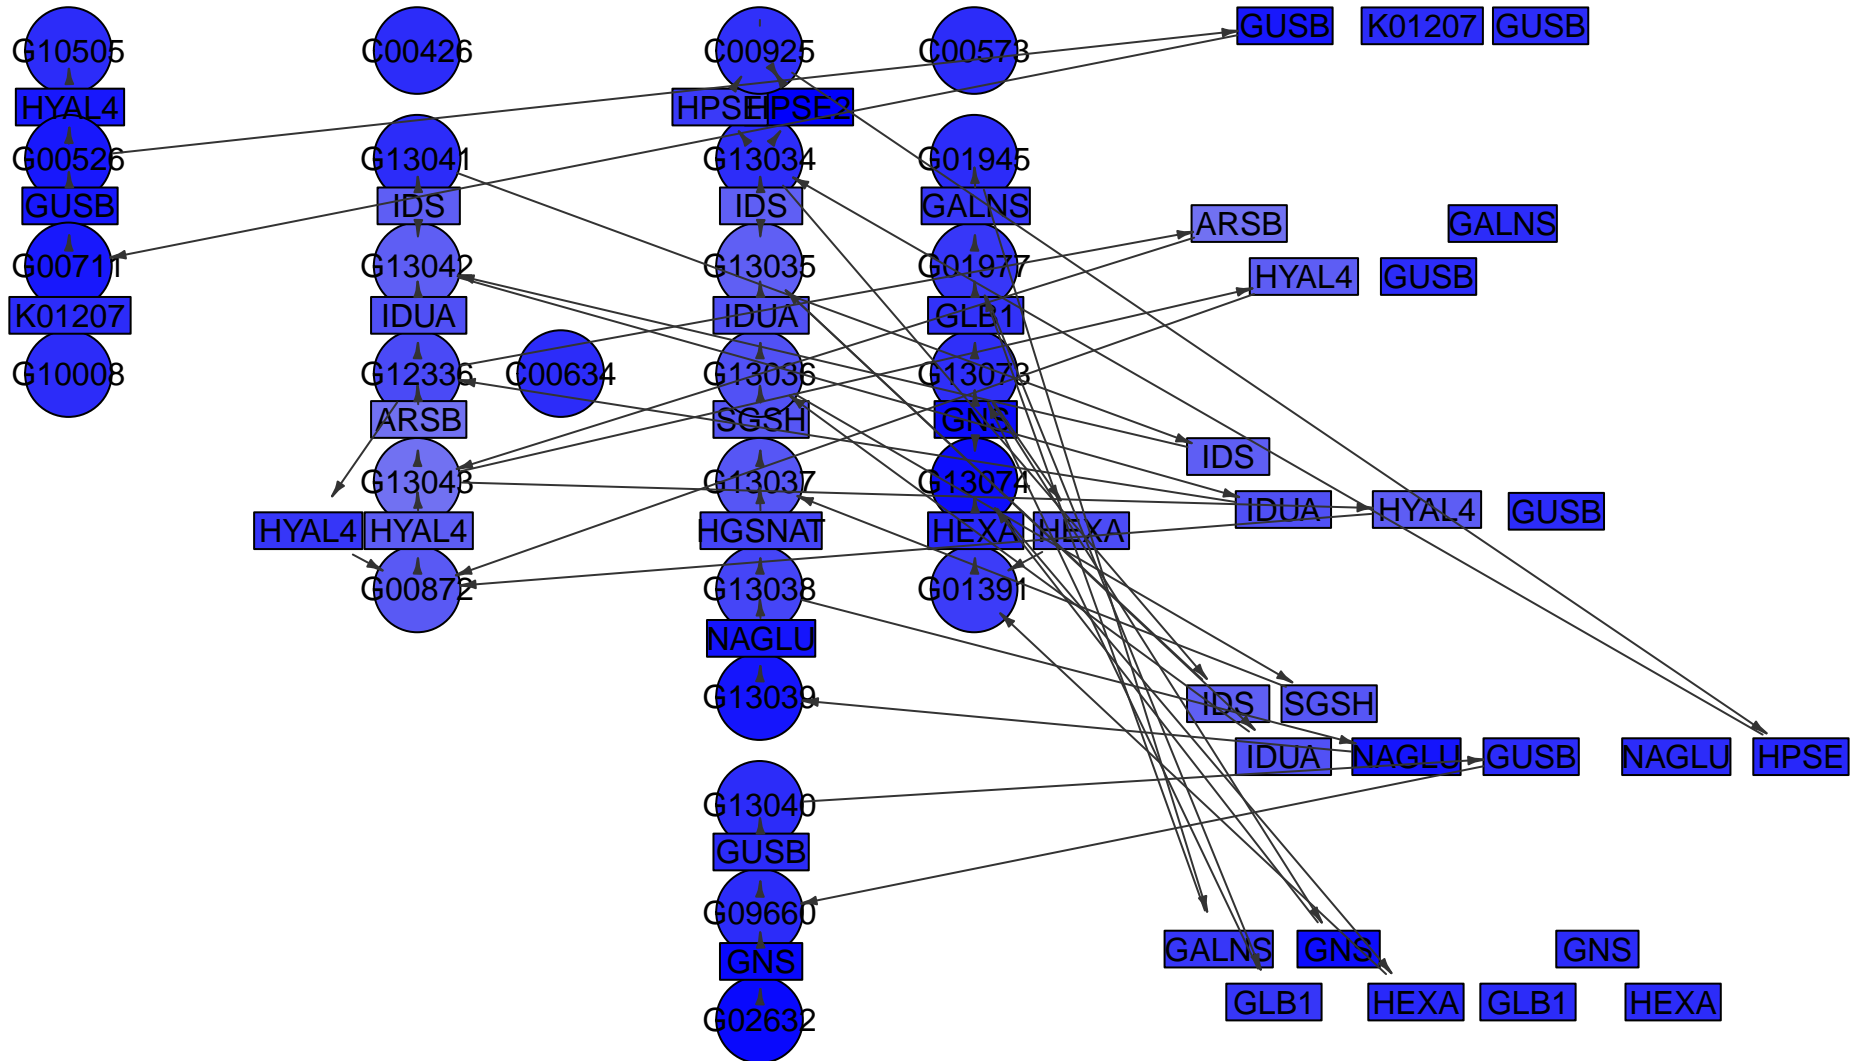 G10505
C00426
C00925
C00573
GUSB
K01207
GUSB
HYAL4
HPSE
HPSE2
G00526
G13041
G13034
G01945
GUSB
IDS
IDS
GALNS
ARSB
GALNS
G00711
G13042
G13035
G01977
HYAL4
GUSB
K01207
IDUA
IDUA
GLB1
G10008
G12336
C00634
G13036
G13073
ARSB
SGSH
GNS
IDS
G13043
G13037
G13074
IDUA
HYAL4
GUSB
HYAL4
HYAL4
HGSNAT
HEXA
HEXA
G00872
G13038
G01391
NAGLU
G13039
IDS
SGSH
IDUA
NAGLU
GUSB
NAGLU
HPSE
G13040
GUSB
G09660
GALNS
GNS
GNS
GNS
GLB1
HEXA
GLB1
HEXA
G02632